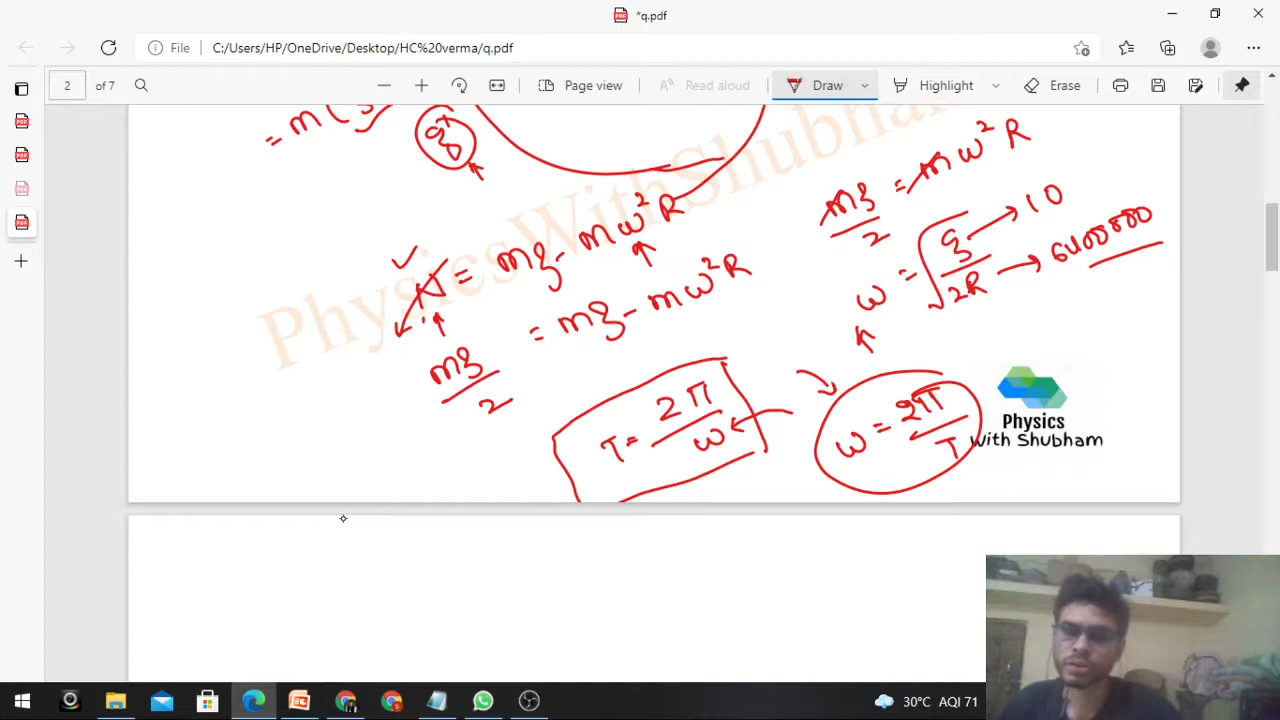 *q.pdf
File C:/Users/HP/OneDrive/Desktop/HC%20verma/q.pdf
2 of 7 Page view Read aloud Draw Highlight Erase
PhysicsWithShubham
= m (
g
mg/2 = mω²R
ω = √(g/2R)
→ 10
→ 6400000
N = mg - mω²R
mg/2 = mg - mω²R
T = 2π/ω
ω = 2π/T
Physics
With Shubham
30°C AQI 71